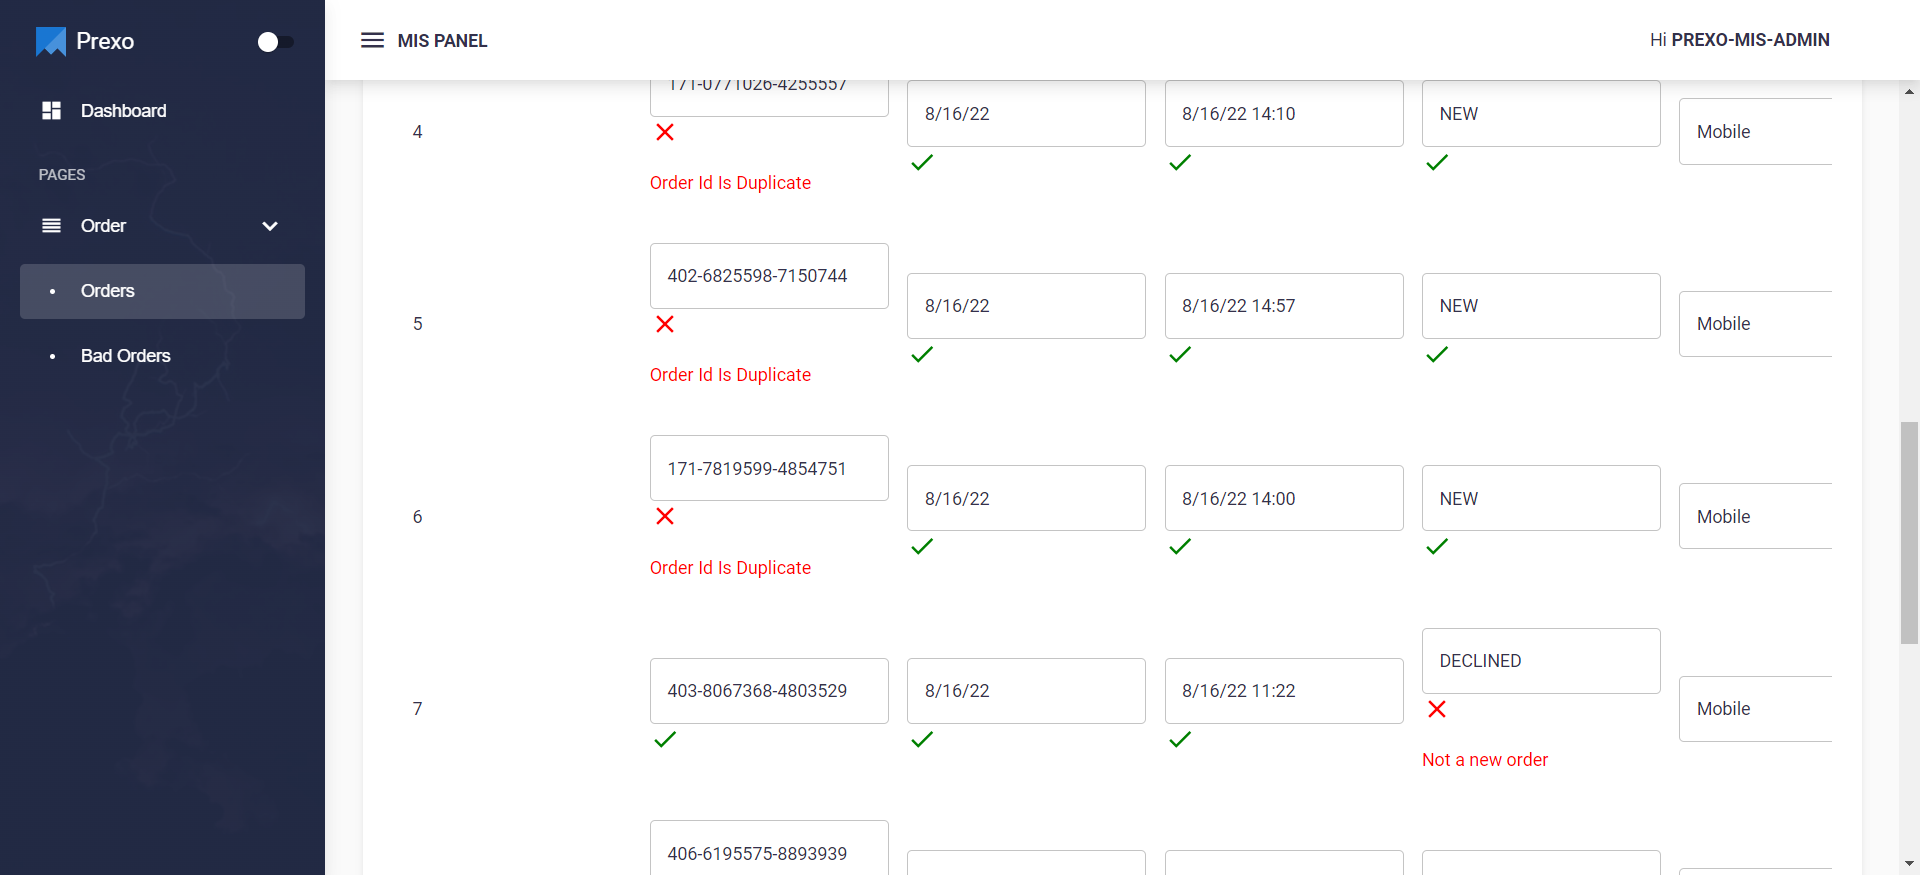 Prexo
MIS PANEL
Hi PREXO-MIS-ADMIN
Dashboard
PAGES
Order
Orders
Bad Orders
171-0771026-4255557
4
8/16/22
8/16/22 14:10
NEW
Mobile
Order Id Is Duplicate
402-6825598-7150744
5
8/16/22
8/16/22 14:57
NEW
Mobile
Order Id Is Duplicate
171-7819599-4854751
6
8/16/22
8/16/22 14:00
NEW
Mobile
Order Id Is Duplicate
7
403-8067368-4803529
8/16/22
8/16/22 11:22
DECLINED
Mobile
Not a new order
406-6195575-8893939